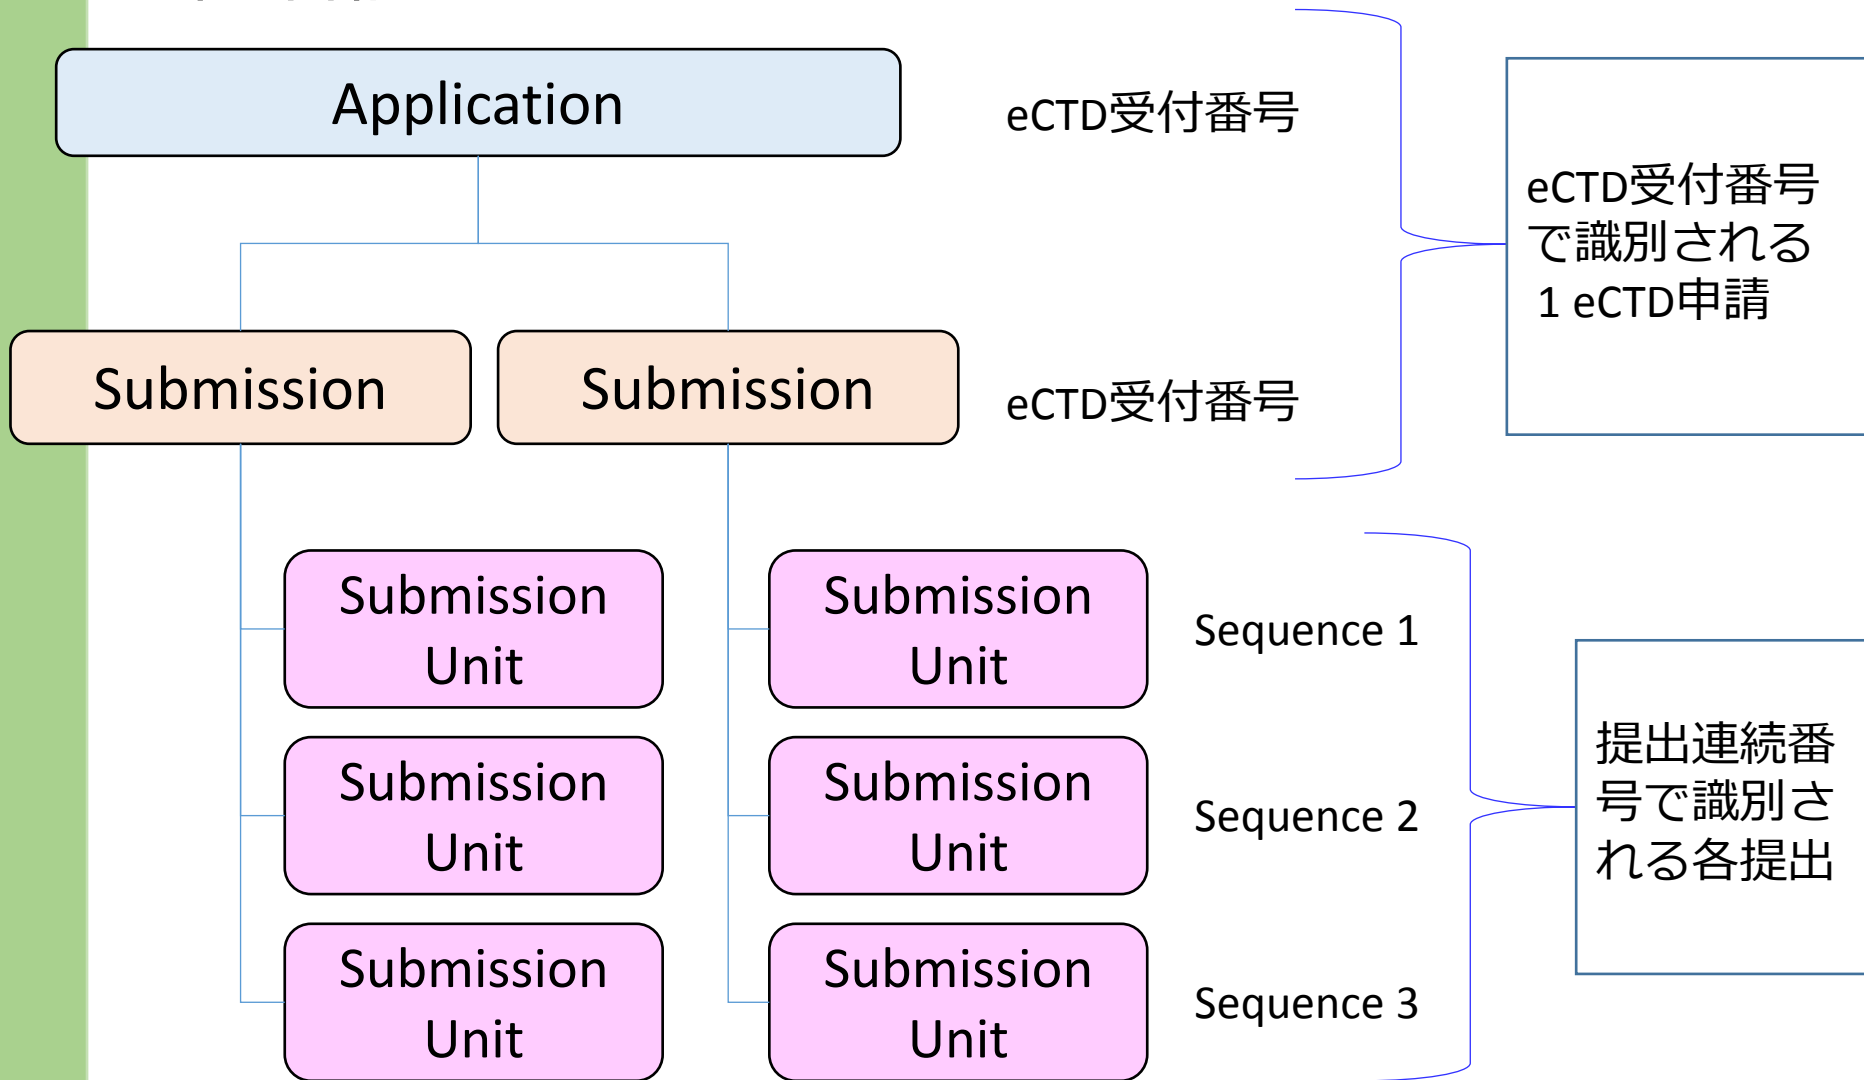 Application
eCTD受付番号
eCTD受付番号
で識別される
1 eCTD申請
Submission
Submission
eCTD受付番号
Submission
Unit
Submission
Unit
Sequence 1
Submission
Unit
Submission
Unit
Sequence 2
提出連続番
号で識別さ
れる各提出
Submission
Unit
Submission
Unit
Sequence 3